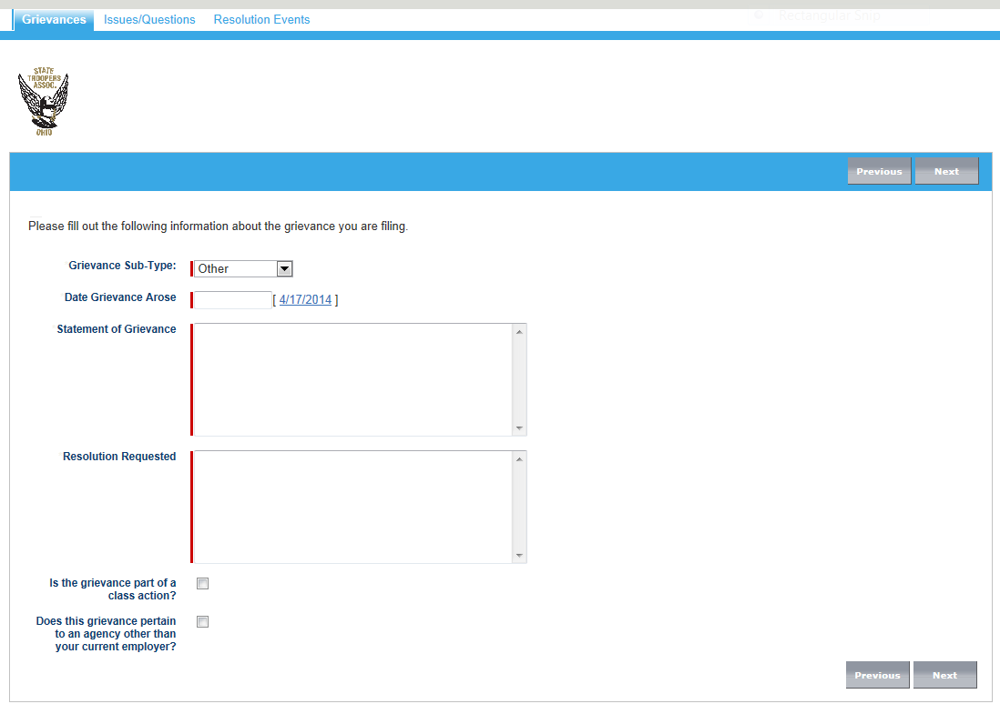 Grievances Issues/Questions Resolution Events
Rectangular Snip
STATE
TROOPERS
ASSOC.
OHIO
Previous Next
Please fill out the following information about the grievance you are filing.
Grievance Sub-Type: Other
Date Grievance Arose [ 4/17/2014 ]
Statement of Grievance
Resolution Requested
Is the grievance part of a
class action?
Does this grievance pertain
to an agency other than
your current employer?
Previous Next